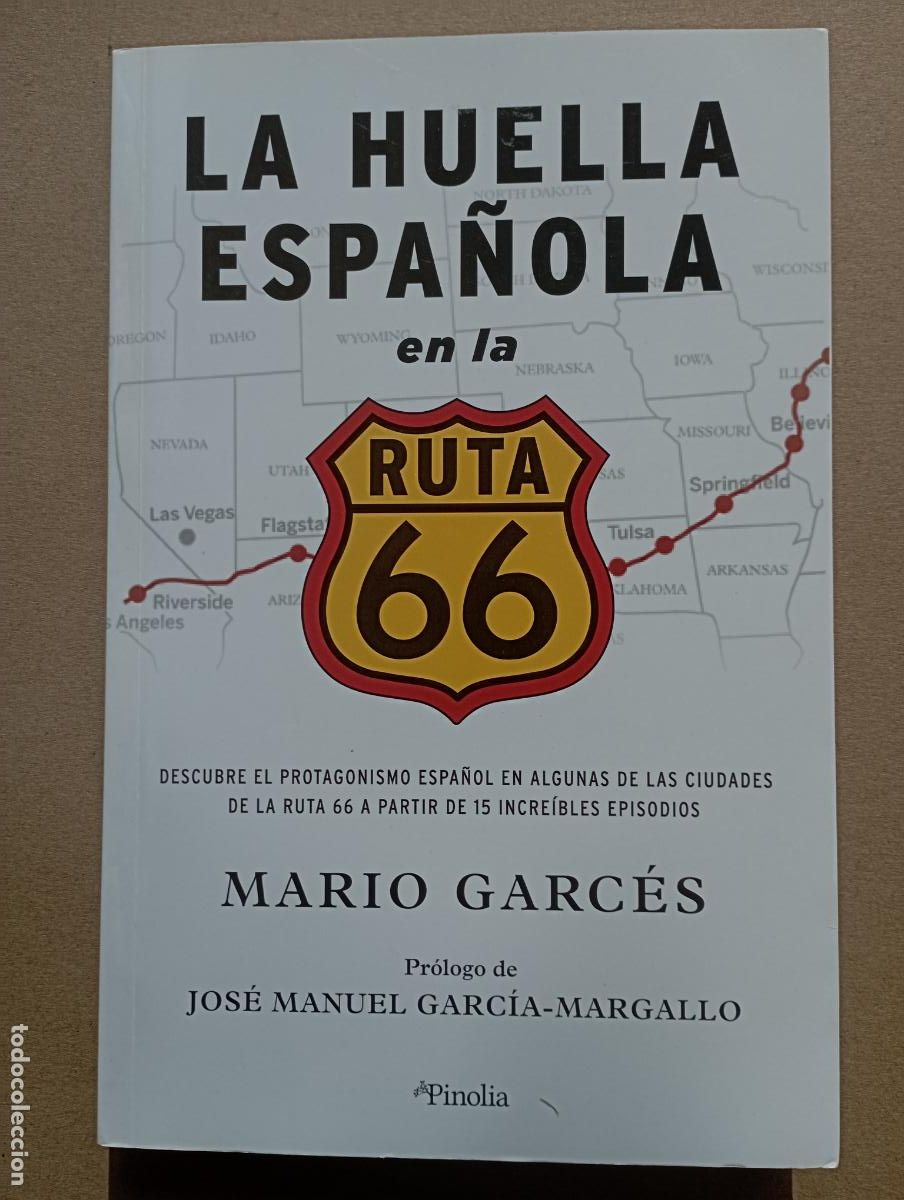 LA HUELLA
ESPAÑOLA
en la
RUTA
66
NORTH DAKOTA
WISCONSI
OREGON
IDAHO
WYOMING
NEBRASKA
IOWA
NEVADA
UTAH
MISSOURI
Bellevi
Springfield
Las Vegas
Flagsta
Tulsa
KLAHOMA
ARKANSAS
Riverside
ARIZ
s Angeles
DESCUBRE EL PROTAGONISMO ESPAÑOL EN ALGUNAS DE LAS CIUDADES
DE LA RUTA 66 A PARTIR DE 15 INCREÍBLES EPISODIOS
MARIO GARCÉS
Prólogo de
JOSÉ MANUEL GARCÍA-MARGALLO
Pinolia
todocoleccion